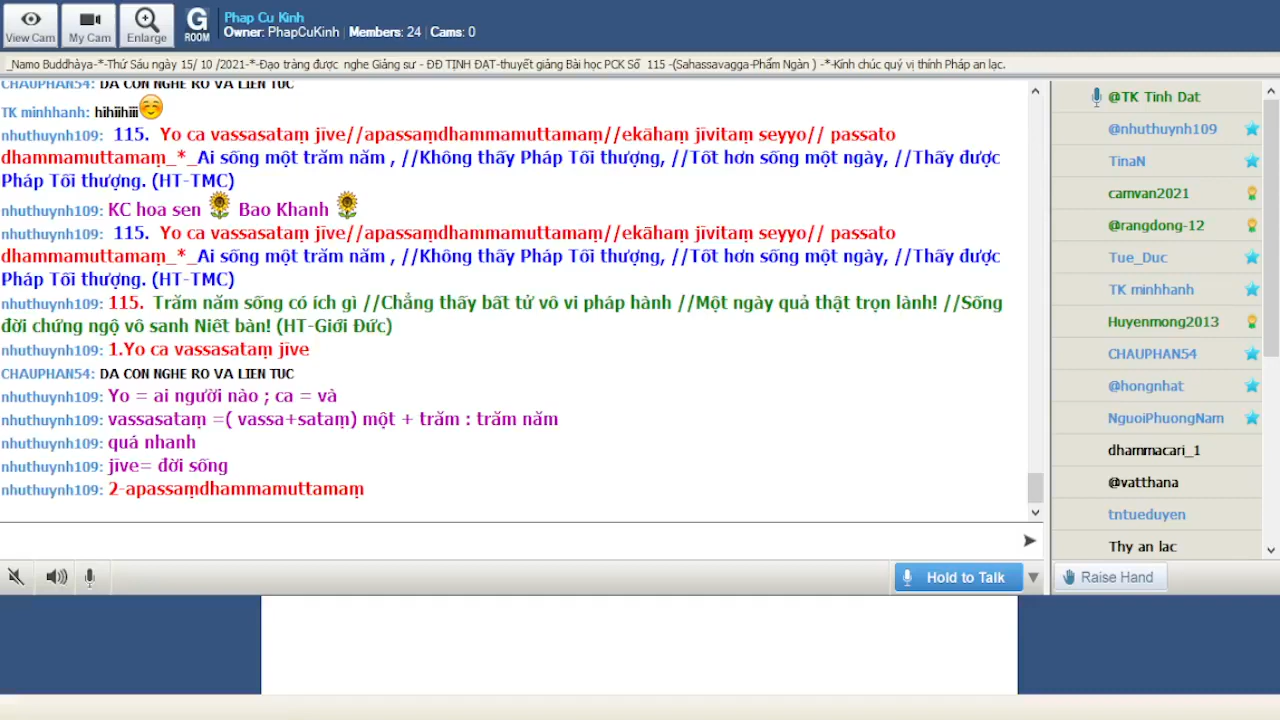 View Cam
My Cam
Enlarge
G
ROOM
Phap Cu Kinh
Owner: PhapCuKinh | Members: 24 | Cams: 0
_Namo Buddhàya-*-Thứ Sáu ngày 15/ 10 /2021-*-Đạo tràng được nghe Giảng sư - ĐĐ TỊNH ĐẠT-thuyết giảng Bài học PCK Số 115 -(Sahassavagga-Phẩm Ngàn ) -*-Kính chúc quý vị thính Pháp an lạc.
CHAUPHAN54: DA CON NGHE RO VA LIEN TUC
TK minhhanh: hihiihiii
nhuthuynh109: 115. Yo ca vassasataṃ jīve//apassaṃdhammamuttamaṃ//ekāhaṃ jīvitaṃ seyyo// passato
dhammamuttamaṃ_*_Ai sống một trăm năm , //Không thấy Pháp Tối thượng, //Tốt hơn sống một ngày, //Thấy được
Pháp Tối thượng. (HT-TMC)
nhuthuynh109: KC hoa sen Bao Khanh
nhuthuynh109: 115. Yo ca vassasataṃ jīve//apassaṃdhammamuttamaṃ//ekāhaṃ jīvitaṃ seyyo// passato
dhammamuttamaṃ_*_Ai sống một trăm năm , //Không thấy Pháp Tối thượng, //Tốt hơn sống một ngày, //Thấy được
Pháp Tối thượng. (HT-TMC)
nhuthuynh109: 115. Trăm năm sống có ích gì //Chẳng thấy bất tử vô vi pháp hành //Một ngày quả thật trọn lành! //Sống
đời chứng ngộ vô sanh Niết bàn! (HT-Giới Đức)
nhuthuynh109: 1.Yo ca vassasataṃ jīve
CHAUPHAN54: DA CON NGHE RO VA LIEN TUC
nhuthuynh109: Yo = ai người nào ; ca = và
nhuthuynh109: vassasataṃ =( vassa+sataṃ) một + trăm : trăm năm
nhuthuynh109: quá nhanh
nhuthuynh109: jīve= đời sống
nhuthuynh109: 2-apassaṃdhammamuttamaṃ
@TK Tinh Dat
@nhuthuynh109
TinaN
camvan2021
@rangdong-12
Tue_Duc
TK minhhanh
Huyenmong2013
CHAUPHAN54
@hongnhat
NguoiPhuongNam
dhammacari_1
@vatthana
tntueduyen
Thy an lac
Hold to Talk
Raise Hand